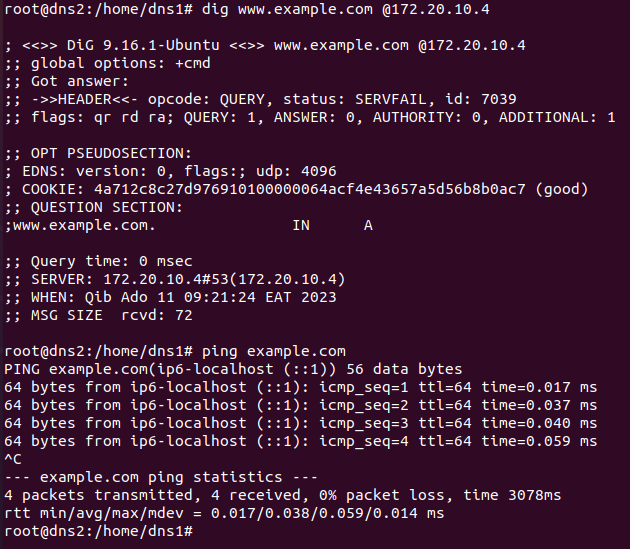 root@dns2:/home/dns1# dig www.example.com @172.20.10.4

; <<>> DiG 9.16.1-Ubuntu <<>> www.example.com @172.20.10.4
;; global options: +cmd
;; Got answer:
;; ->>HEADER<<- opcode: QUERY, status: SERVFAIL, id: 7039
;; flags: qr rd ra; QUERY: 1, ANSWER: 0, AUTHORITY: 0, ADDITIONAL: 1

;; OPT PSEUDOSECTION:
; EDNS: version: 0, flags:; udp: 4096
; COOKIE: 4a712c8c27d976910100000064acf4e43657a5d56b8b0ac7 (good)
;; QUESTION SECTION:
;www.example.com.               IN      A

;; Query time: 0 msec
;; SERVER: 172.20.10.4#53(172.20.10.4)
;; WHEN: Qib Ado 11 09:21:24 EAT 2023
;; MSG SIZE  rcvd: 72

root@dns2:/home/dns1# ping example.com
PING example.com(ip6-localhost (::1)) 56 data bytes
64 bytes from ip6-localhost (::1): icmp_seq=1 ttl=64 time=0.017 ms
64 bytes from ip6-localhost (::1): icmp_seq=2 ttl=64 time=0.037 ms
64 bytes from ip6-localhost (::1): icmp_seq=3 ttl=64 time=0.040 ms
64 bytes from ip6-localhost (::1): icmp_seq=4 ttl=64 time=0.059 ms
^C
--- example.com ping statistics ---
4 packets transmitted, 4 received, 0% packet loss, time 3078ms
rtt min/avg/max/mdev = 0.017/0.038/0.059/0.014 ms
root@dns2:/home/dns1#